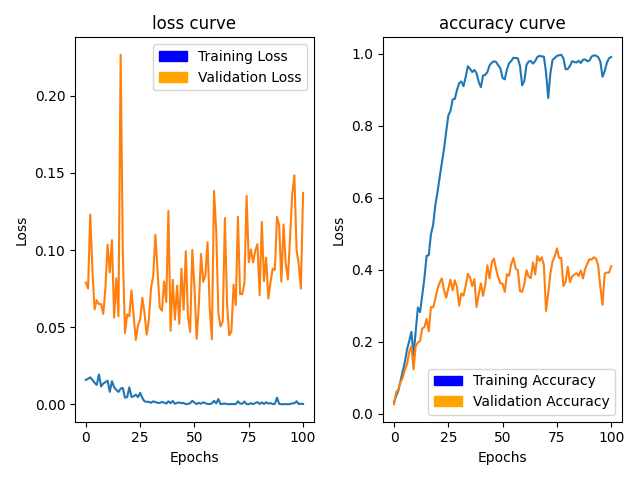 loss curve
Training Loss
Validation Loss
0.20
0.15
0.10
0.05
0.00
Loss
0
25
50
75
100
Epochs
accuracy curve
1.0
0.8
0.6
0.4
0.2
0.0
Loss
Training Accuracy
Validation Accuracy
0
25
50
75
100
Epochs